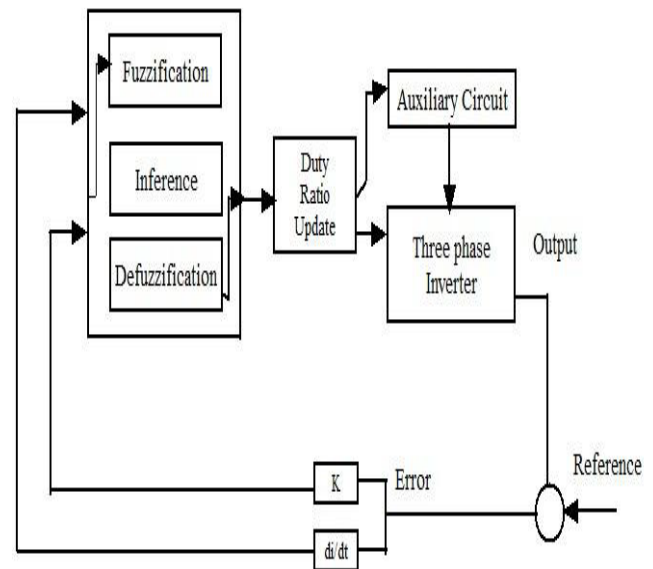 Fuzzification
Inference
Defuzzification
Duty
Ratio
Update
Auxiliary Circuit
Three phase
Inverter
Output
Reference
Error
K
di/dt